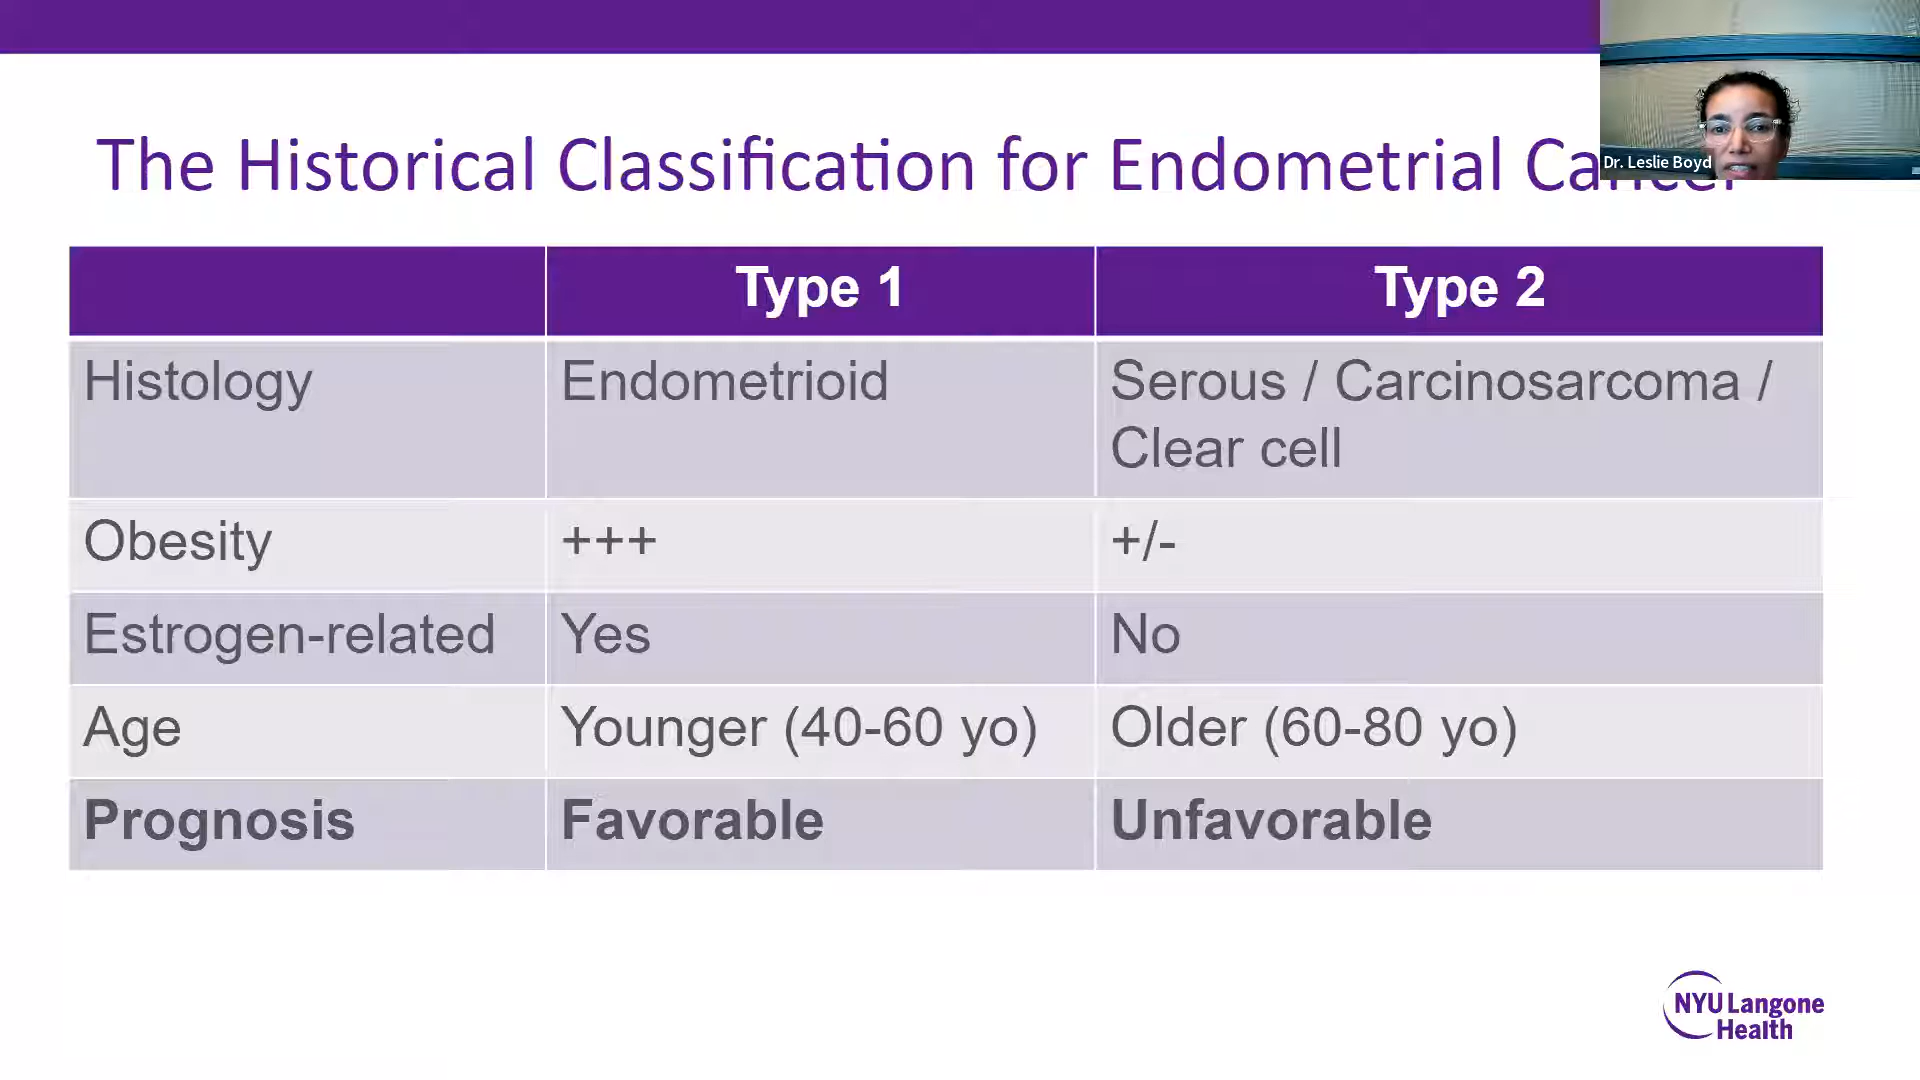 The Historical Classification for Endometrial Cancer
Dr. Leslie Boyd
Type 1 Type 2
Histology Endometrioid Serous / Carcinosarcoma /
Clear cell
Obesity +++ +/-
Estrogen-related Yes No
Age Younger (40-60 yo) Older (60-80 yo)
Prognosis Favorable Unfavorable
NYU Langone
Health